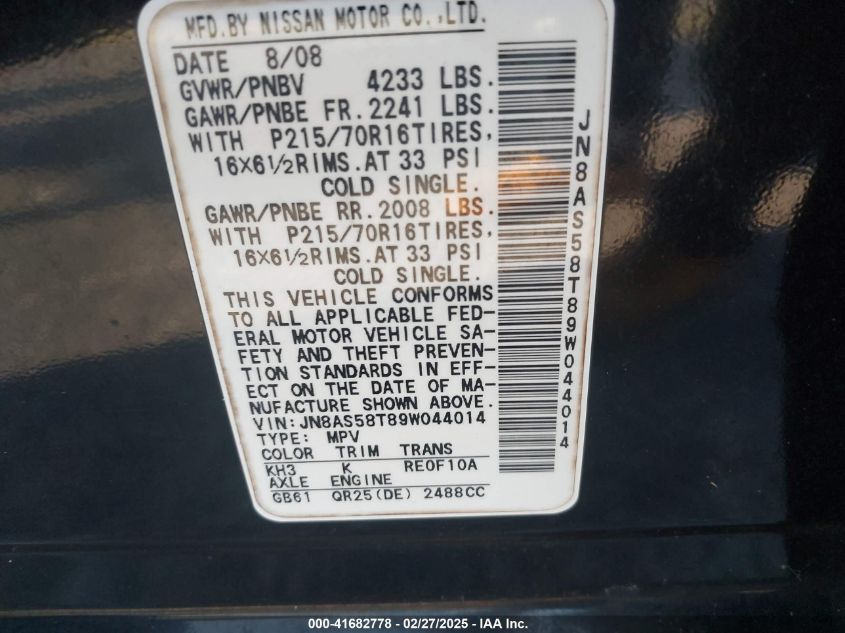 MFD.BY NISSAN MOTOR CO.,LTD.
DATE 8/08
GVWR/PNBV 4233 LBS.
GAWR/PNBE FR.2241 LBS.
WITH P215/70R16TIRES,
16X6½RIMS.AT 33 PSI
COLD SINGLE.
GAWR/PNBE RR.2008 LBS.
WITH P215/70R16TIRES,
16X6½RIMS.AT 33 PSI
COLD SINGLE.
THIS VEHICLE CONFORMS
TO ALL APPLICABLE FED-
ERAL MOTOR VEHICLE SA-
FETY AND THEFT PREVEN-
TION STANDARDS IN EFF-
ECT ON THE DATE OF MA-
NUFACTURE SHOWN ABOVE.
VIN:JN8AS58T89W044014
TYPE: MPV
COLOR TRIM TRANS
KH3 K RE0F10A
AXLE ENGINE
GB61 QR25(DE) 2488CC
JN8AS58T89W044014
000-41682778 - 02/27/2025 - IAA Inc.